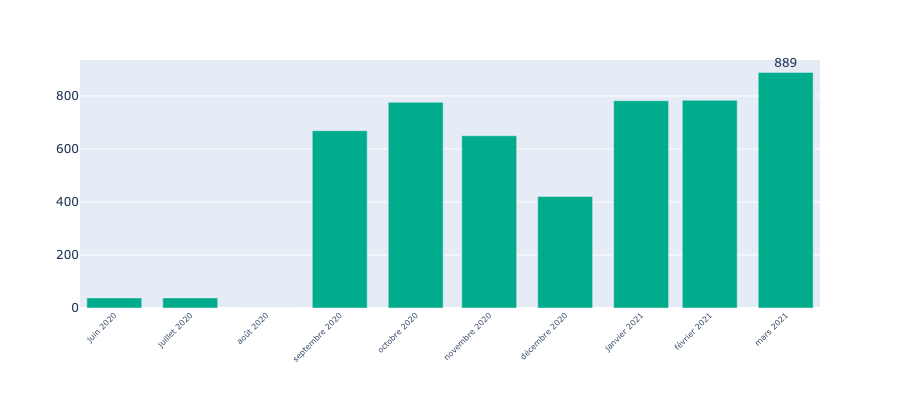 889
800
600
400
200
0
juin 2020
juillet 2020
août 2020
septembre 2020
octobre 2020
novembre 2020
décembre 2020
janvier 2021
février 2021
mars 2021